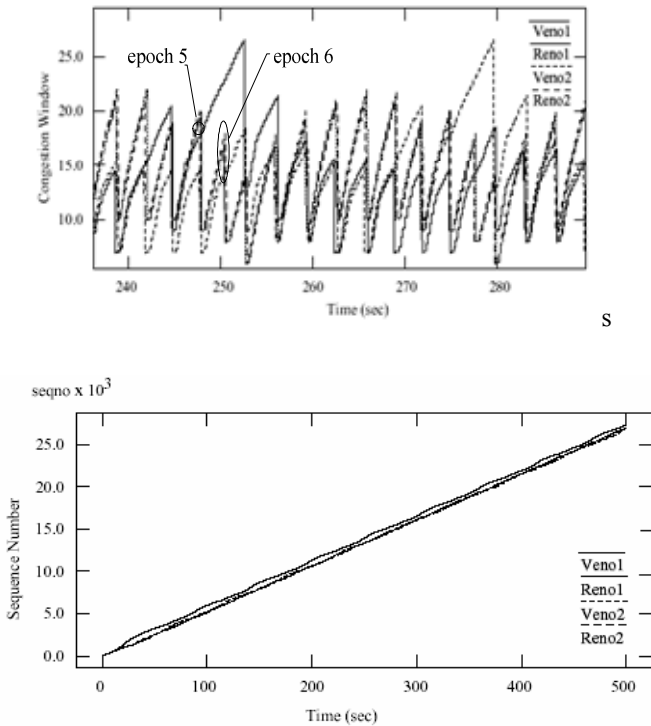 Congestion Window
25.0
20.0
15.0
10.0
epoch 5
epoch 6
Veno1
Reno1
Veno2
Reno2
240
250
260
270
280
Time (sec)
s
seqno x 10³
Sequence Number
25.0
20.0
15.0
10.0
5.0
0.0
Veno1
Reno1
Veno2
Reno2
0
100
200
300
400
500
Time (sec)